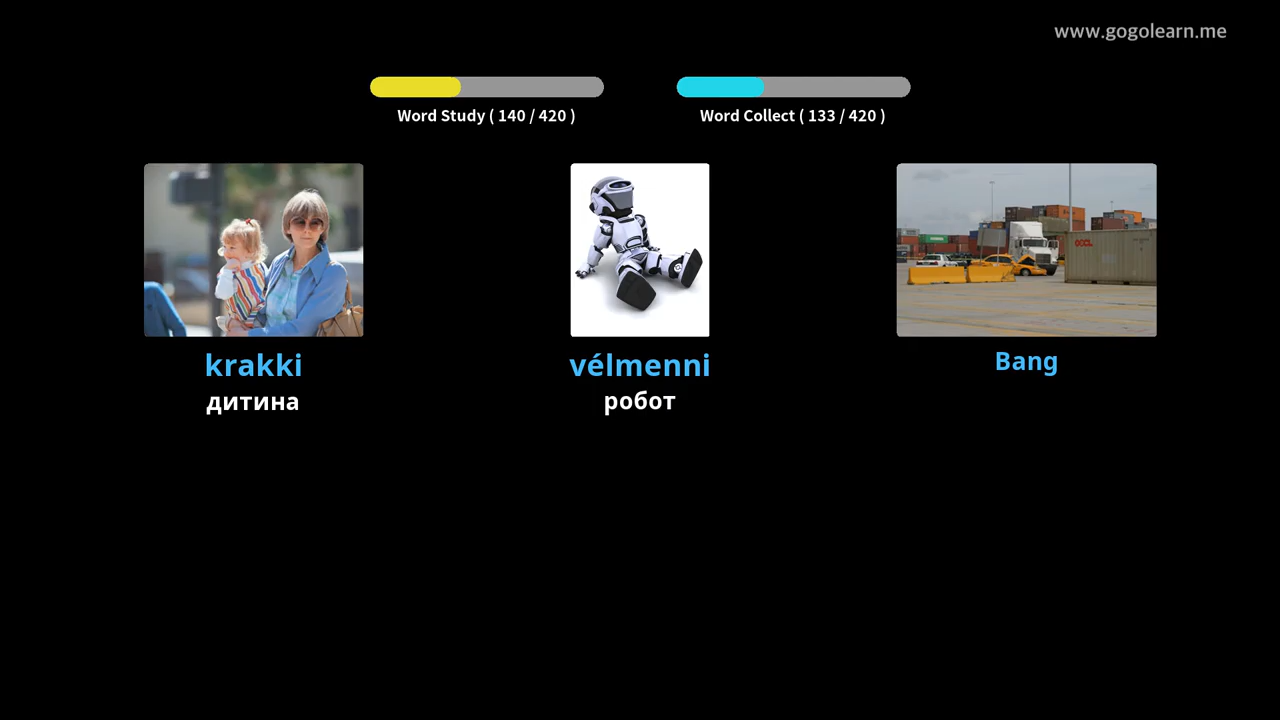 www.gogolearn.me
Word Study ( 140 / 420 )
Word Collect ( 133 / 420 )
krakki
дитина
vélmenni
робот
Bang